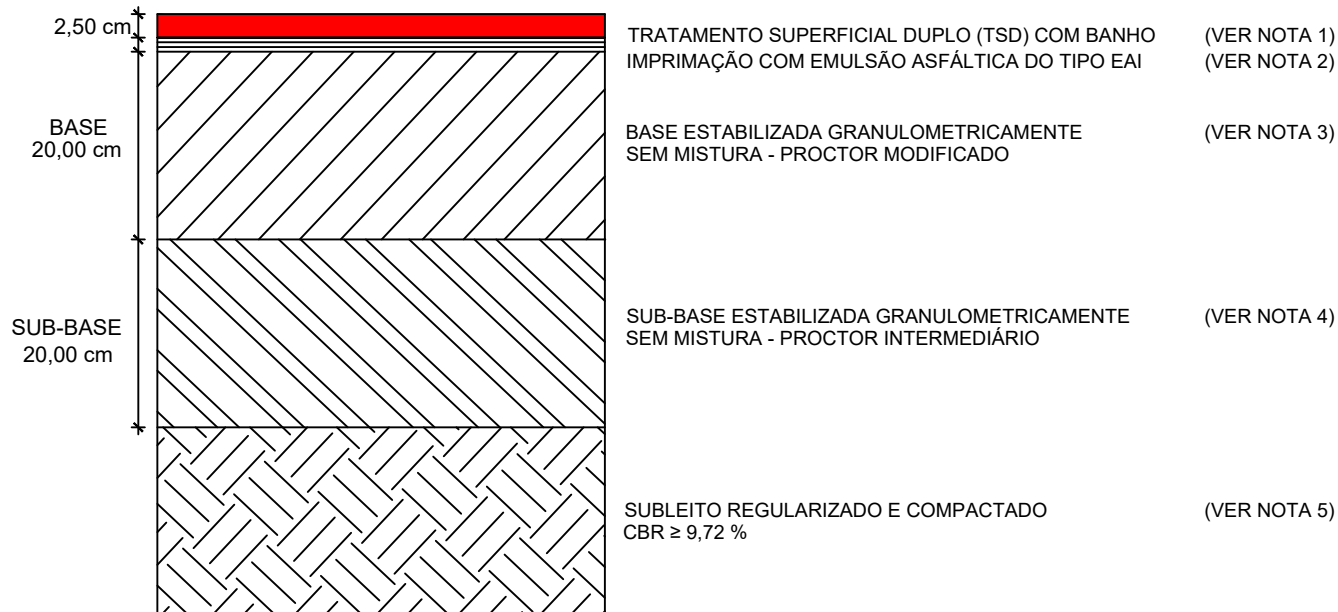 2,50 cm
TRATAMENTO SUPERFICIAL DUPLO (TSD) COM BANHO (VER NOTA 1)
IMPRIMAÇÃO COM EMULSÃO ASFÁLTICA DO TIPO EAI (VER NOTA 2)
BASE
20,00 cm
BASE ESTABILIZADA GRANULOMETRICAMENTE (VER NOTA 3)
SEM MISTURA - PROCTOR MODIFICADO
SUB-BASE
20,00 cm
SUB-BASE ESTABILIZADA GRANULOMETRICAMENTE (VER NOTA 4)
SEM MISTURA - PROCTOR INTERMEDIÁRIO
SUBLEITO REGULARIZADO E COMPACTADO (VER NOTA 5)
CBR ≥ 9,72 %